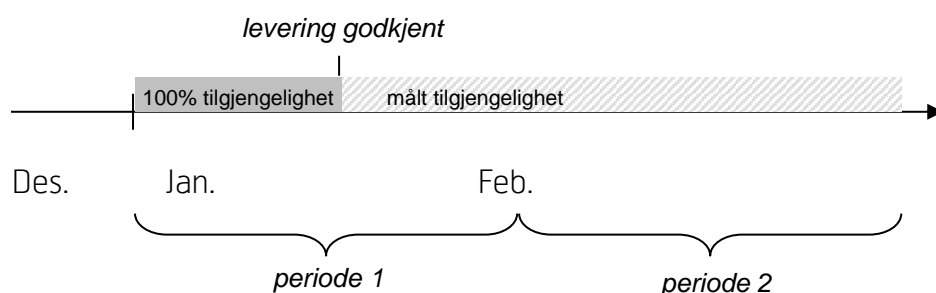 levering godkjent
100% tilgjengelighet målt tilgjengelighet
Des. Jan. Feb.
periode 1 periode 2